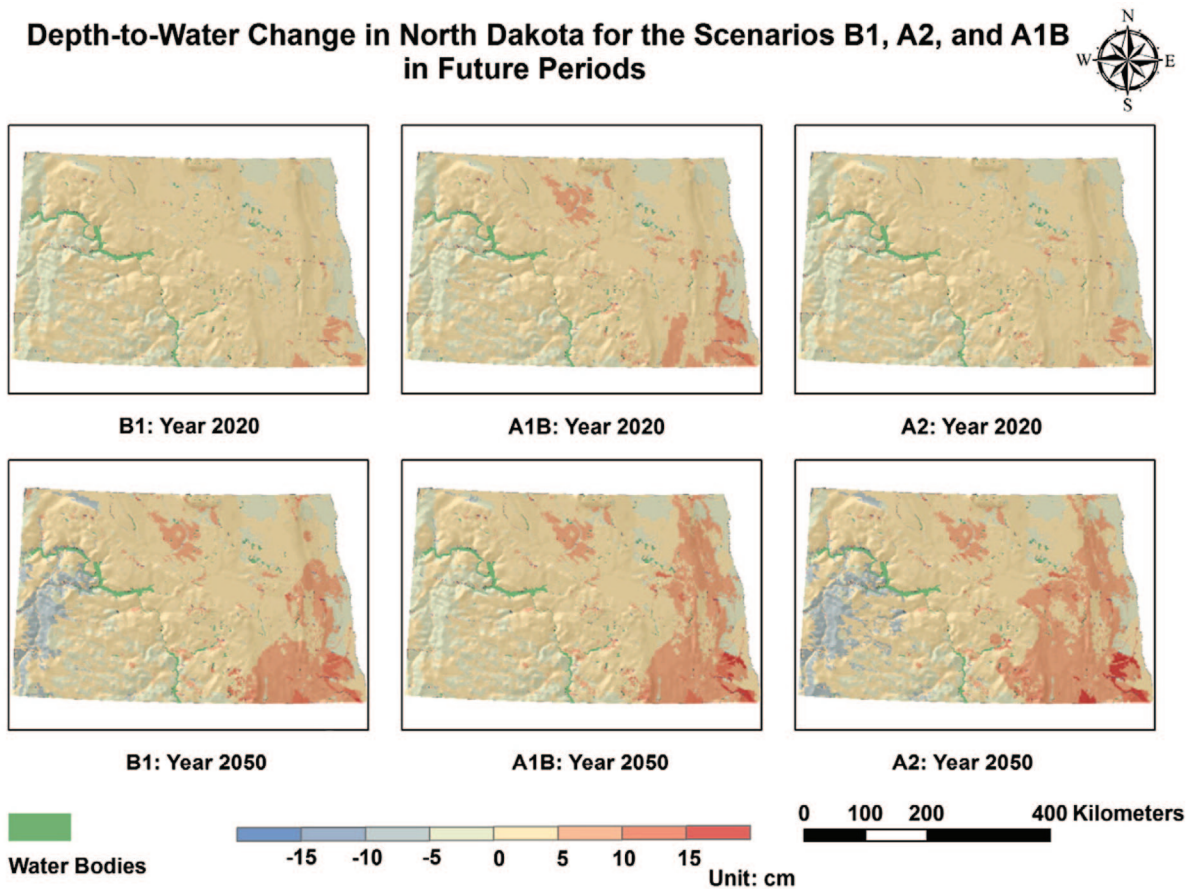 Depth-to-Water Change in North Dakota for the Scenarios B1, A2, and A1B
in Future Periods
N
W E
S
B1: Year 2020
A1B: Year 2020
A2: Year 2020
B1: Year 2050
A1B: Year 2050
A2: Year 2050
Water Bodies
-15 -10 -5 0 5 10 15
Unit: cm
0 100 200 400 Kilometers